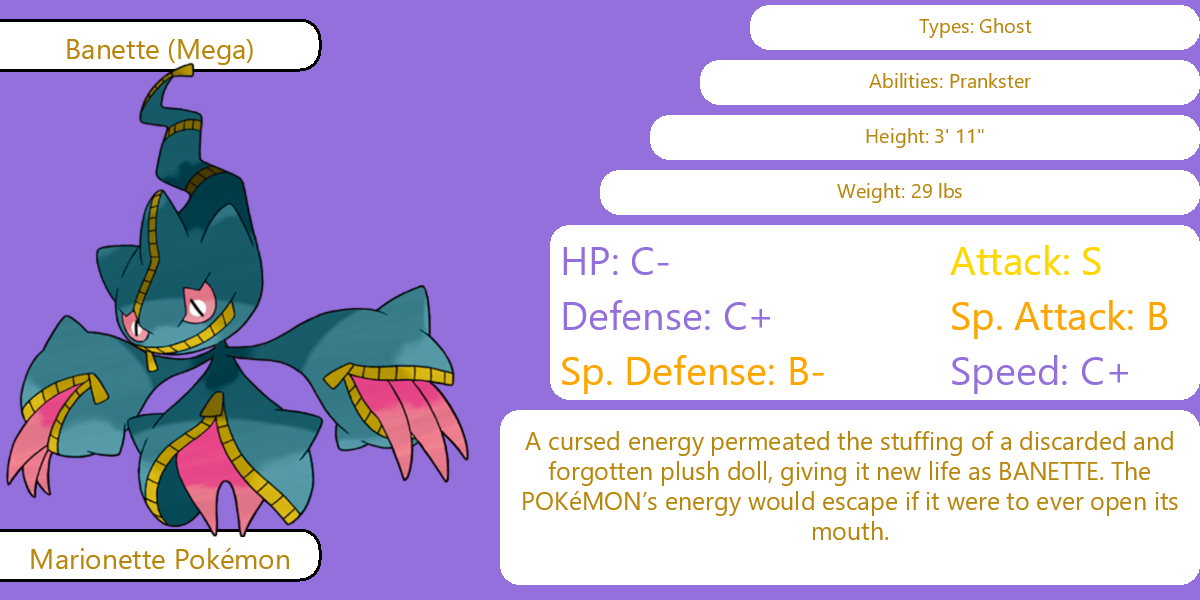 Banette (Mega)
Types: Ghost
Abilities: Prankster
Height: 3' 11"
Weight: 29 lbs
HP: C-
Attack: S
Defense: C+
Sp. Attack: B
Sp. Defense: B-
Speed: C+
A cursed energy permeated the stuffing of a discarded and
forgotten plush doll, giving it new life as BANETTE. The
POKéMON’s energy would escape if it were to ever open its
mouth.
Marionette Pokémon